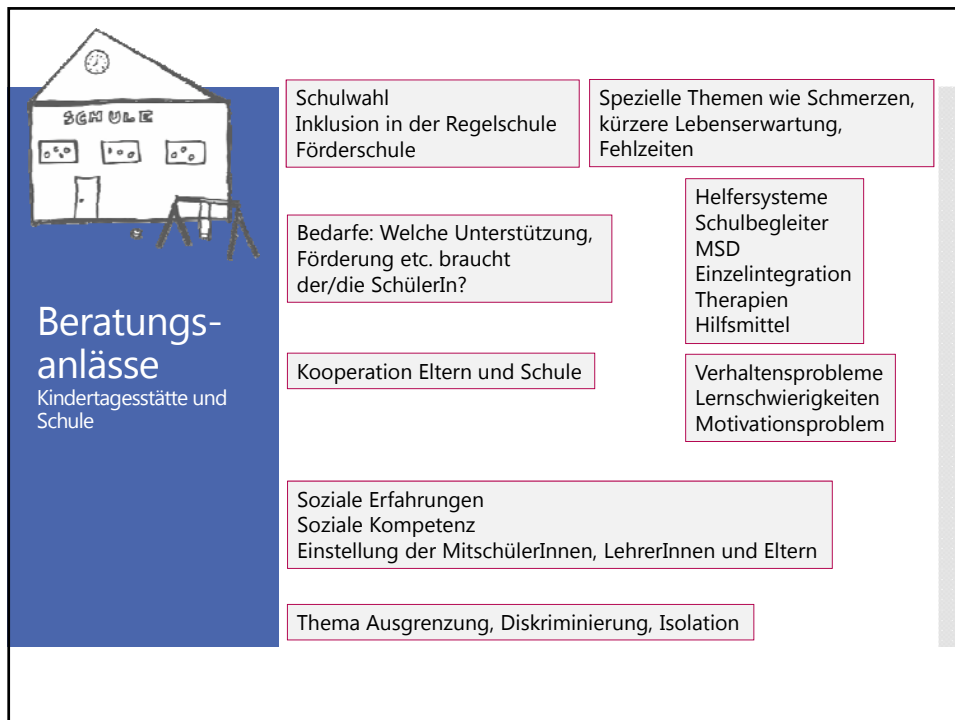 SCHULE
Beratungs-
anlässe
Kindertagesstätte und
Schule
Schulwahl
Inklusion in der Regelschule
Förderschule
Spezielle Themen wie Schmerzen,
kürzere Lebenserwartung,
Fehlzeiten
Bedarfe: Welche Unterstützung,
Förderung etc. braucht
der/die SchülerIn?
Helfersysteme
Schulbegleiter
MSD
Einzelintegration
Therapien
Hilfsmittel
Kooperation Eltern und Schule
Verhaltensprobleme
Lernschwierigkeiten
Motivationsproblem
Soziale Erfahrungen
Soziale Kompetenz
Einstellung der MitschülerInnen, LehrerInnen und Eltern
Thema Ausgrenzung, Diskriminierung, Isolation